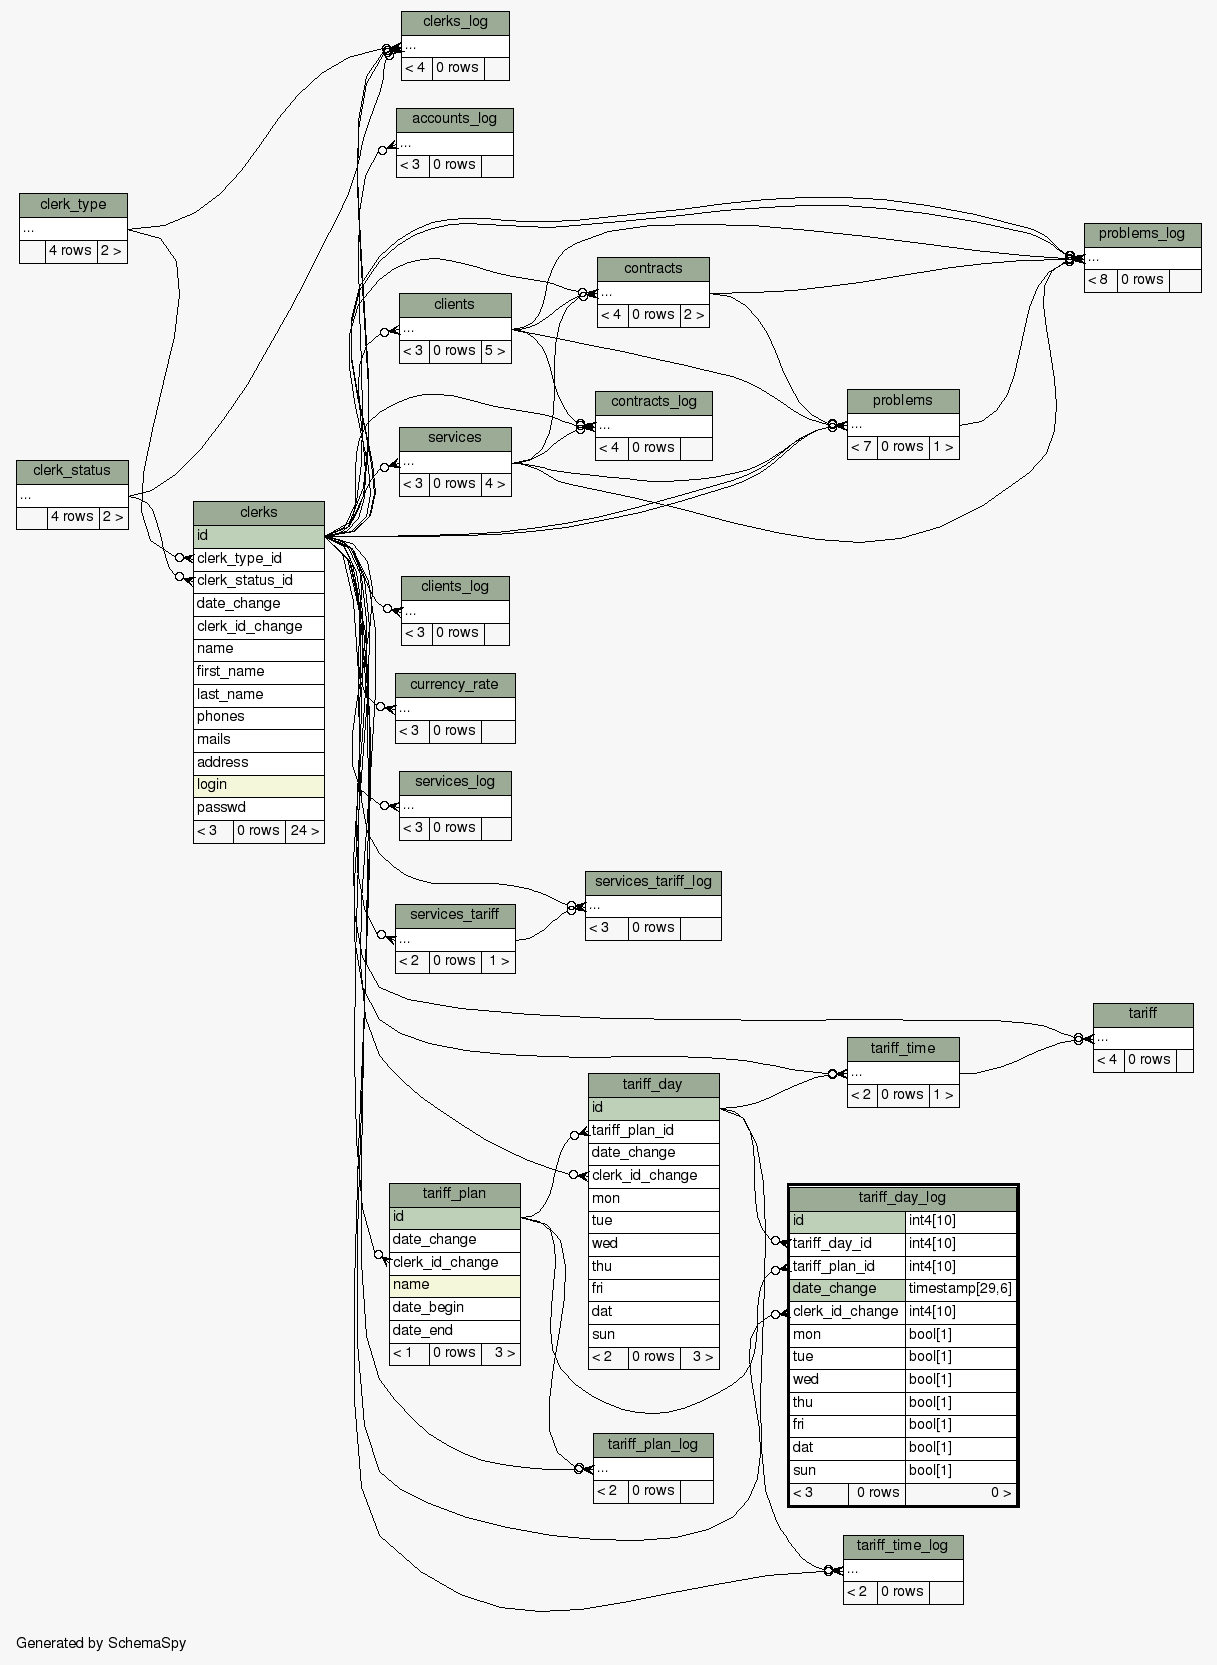 clerks_log
...
< 4 0 rows
accounts_log
...
< 3 0 rows
clerk_type
...
4 rows 2 >
problems_log
...
< 8 0 rows
contracts
...
< 4 0 rows 2 >
clients
...
< 3 0 rows 5 >
contracts_log
...
< 4 0 rows
problems
...
< 7 0 rows 1 >
services
...
< 3 0 rows 4 >
clerk_status
...
4 rows 2 >
clerks
id
clerk_type_id
clerk_status_id
date_change
clerk_id_change
name
first_name
last_name
phones
mails
address
login
passwd
< 3 0 rows 24 >
clients_log
...
< 3 0 rows
currency_rate
...
< 3 0 rows
services_log
...
< 3 0 rows
services_tariff_log
...
< 3 0 rows
services_tariff
...
< 2 0 rows 1 >
tariff
...
< 4 0 rows
tariff_time
...
< 2 0 rows 1 >
tariff_day
id
tariff_plan_id
date_change
clerk_id_change
mon
tue
wed
thu
fri
dat
sun
< 2 0 rows 3 >
tariff_plan
id
date_change
clerk_id_change
name
date_begin
date_end
< 1 0 rows 3 >
tariff_day_log
id int4[10]
tariff_day_id int4[10]
tariff_plan_id int4[10]
date_change timestamp[29,6]
clerk_id_change int4[10]
mon bool[1]
tue bool[1]
wed bool[1]
thu bool[1]
fri bool[1]
dat bool[1]
sun bool[1]
< 3 0 rows 0 >
tariff_plan_log
...
< 2 0 rows
tariff_time_log
...
< 2 0 rows
Generated by SchemaSpy